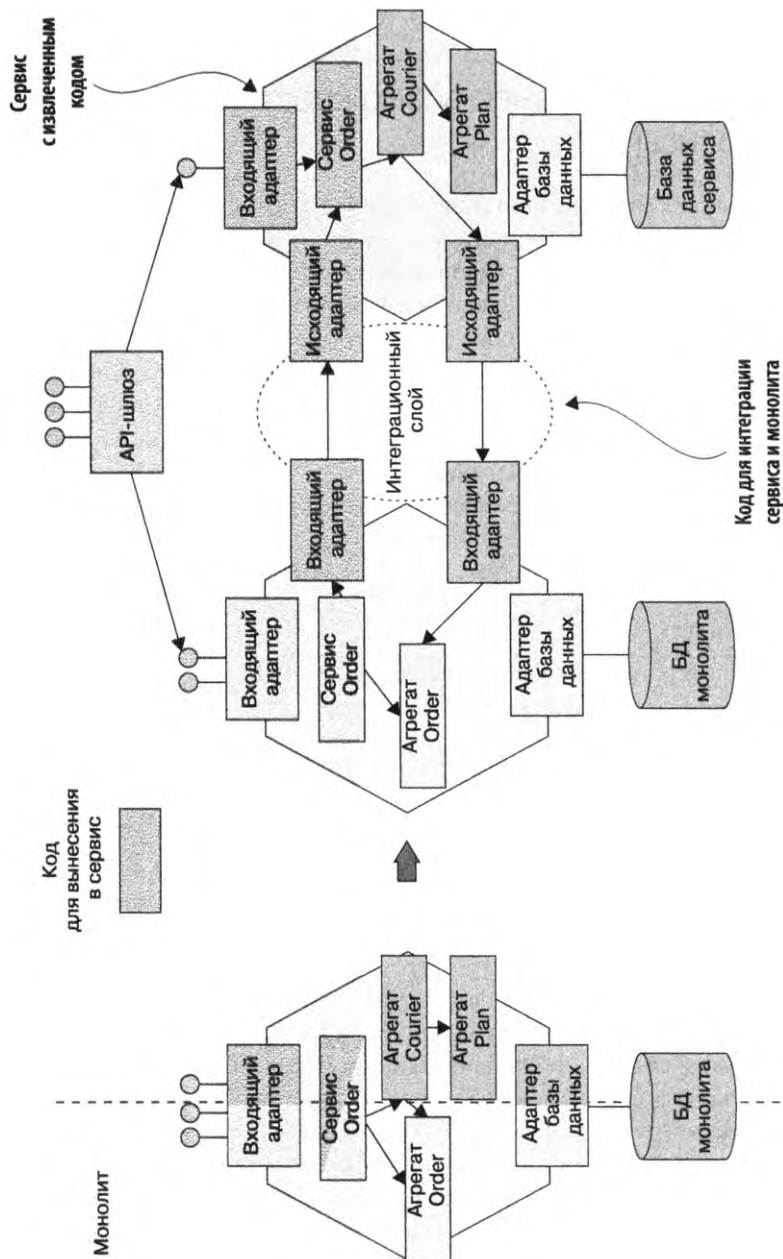 Монолит
Входящий
адаптер
Сервис
Order
Агрегат
Order
Агрегат
Courier
Агрегат
Plan
Адаптер
базы
данных
БД
монолита
Код
для вынесения
в сервис
API-шлюз
Входящий
адаптер
Сервис
Order
Агрегат
Order
Адаптер
базы
данных
БД
монолита
Входящий
адаптер
Входящий
адаптер
Интеграционный
слой
Исходящий
адаптер
Исходящий
адаптер
Код для интеграции
сервиса и монолита
Сервис
с извлеченным
кодом
Входящий
адаптер
Сервис
Order
Агрегат
Courier
Агрегат
Plan
Адаптер
базы
данных
База
данных
сервиса